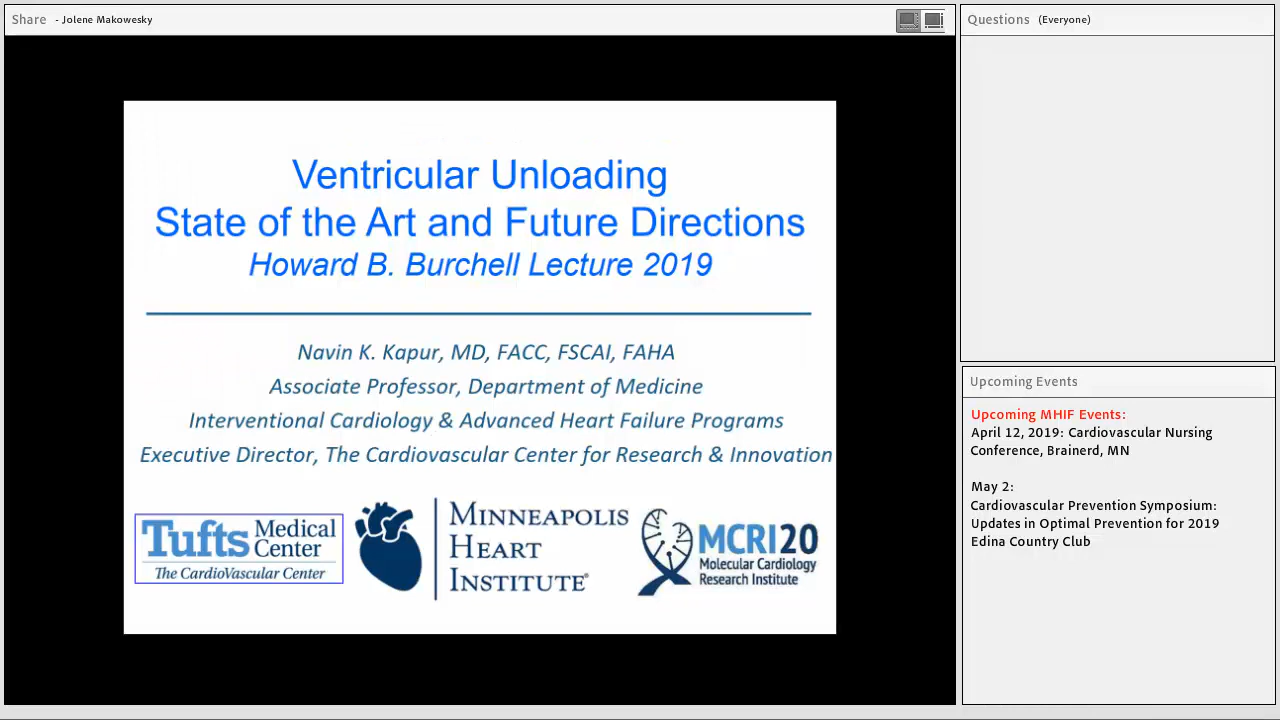 Share - Jolene Makowesky
Ventricular Unloading
State of the Art and Future Directions
Howard B. Burchell Lecture 2019
Navin K. Kapur, MD, FACC, FSCAI, FAHA
Associate Professor, Department of Medicine
Interventional Cardiology & Advanced Heart Failure Programs
Executive Director, The Cardiovascular Center for Research & Innovation
Tufts Medical Center
The CardioVascular Center
MINNEAPOLIS
HEART
INSTITUTE®
MCRI20
Molecular Cardiology
Research Institute
Questions (Everyone)
Upcoming Events
Upcoming MHIF Events:
April 12, 2019: Cardiovascular Nursing
Conference, Brainerd, MN
May 2:
Cardiovascular Prevention Symposium:
Updates in Optimal Prevention for 2019
Edina Country Club